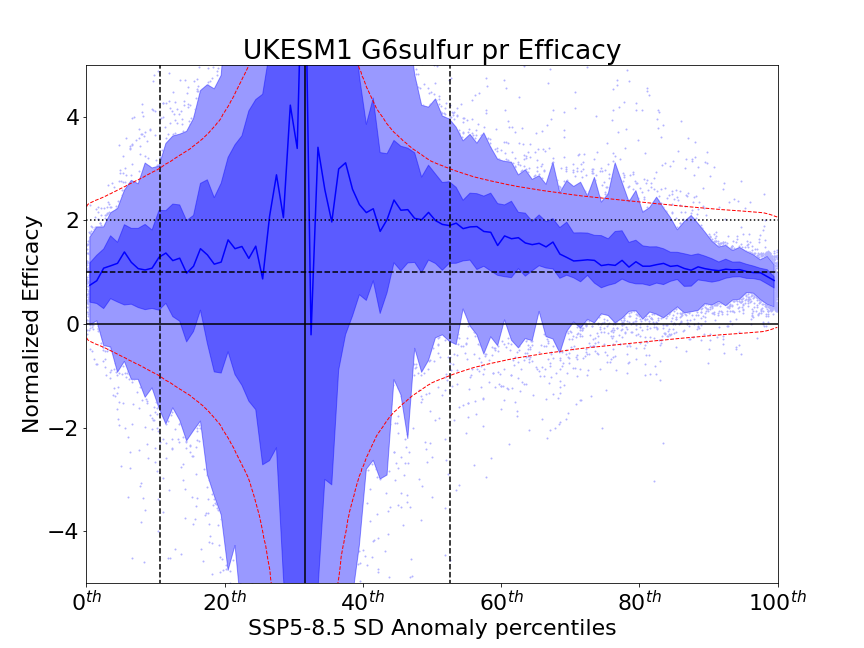 UKESM1 G6sulfur pr Efficacy
Normalized Efficacy
4
2
0
−2
−4
0th 20th 40th 60th 80th 100th
SSP5-8.5 SD Anomaly percentiles